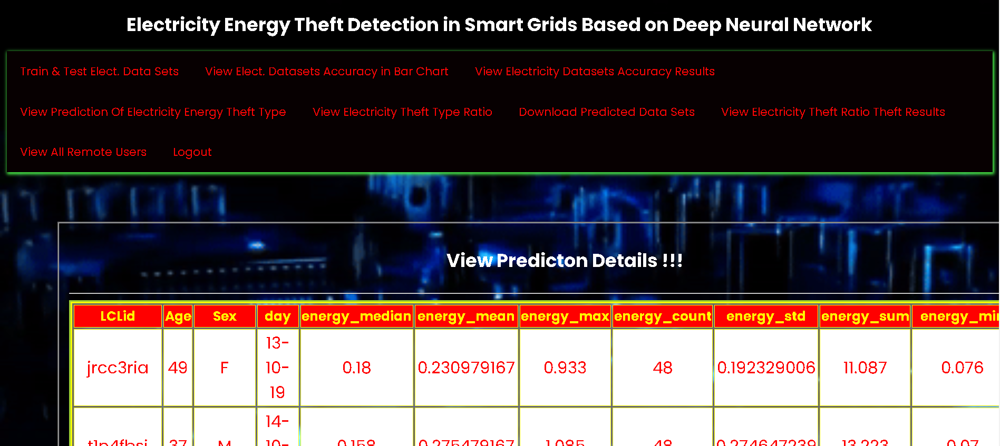 Electricity Energy Theft Detection in Smart Grids Based on Deep Neural Network
Train & Test Elect. Data Sets View Elect. Datasets Accuracy in Bar Chart View Electricity Datasets Accuracy Results
View Prediction Of Electricity Energy Theft Type View Electricity Theft Type Ratio Download Predicted Data Sets View Electricity Theft Ratio Theft Results
View All Remote Users Logout
View Predicton Details !!!
LCLid Age Sex day energy_median energy_mean energy_max energy_count energy_std energy_sum
13-
jrcc3ria 49 F 10- 0.18 0.230979167 0.933 48 0.192329006 11.087 0.076
19
14-
37 M 10- 0.158 0.275479167 1.085 48 0.274647239 13.223 0.07